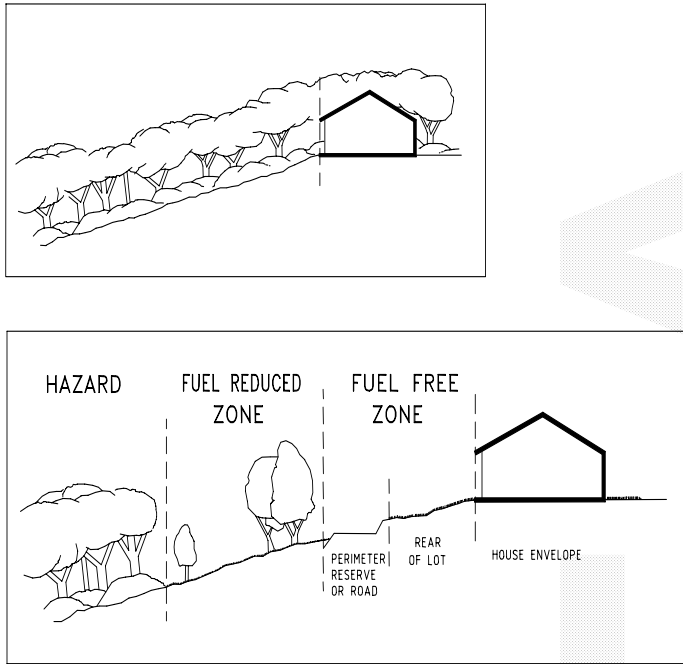 HAZARD
FUEL REDUCED
ZONE
FUEL FREE
ZONE
PERIMETER
RESERVE
OR ROAD
REAR
OF LOT
HOUSE ENVELOPE